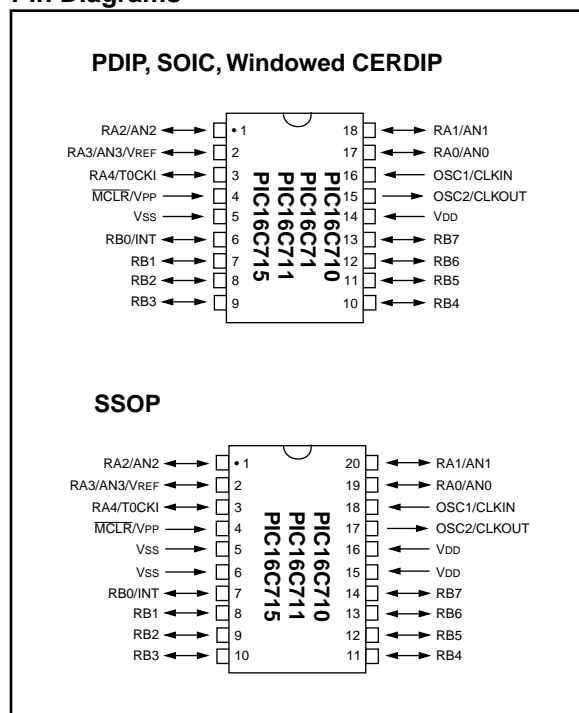 Pin Diagrams
PDIP, SOIC, Windowed CERDIP
RA2/AN2 • 1 18 RA1/AN1
RA3/AN3/VREF 2 17 RA0/AN0
RA4/T0CKI 3 16 OSC1/CLKIN
MCLR/VPP 4 15 OSC2/CLKOUT
VSS 5 14 VDD
RB0/INT 6 13 RB7
RB1 7 12 RB6
RB2 8 11 RB5
RB3 9 10 RB4
PIC16C710
PIC16C71
PIC16C711
PIC16C715
SSOP
RA2/AN2 • 1 20 RA1/AN1
RA3/AN3/VREF 2 19 RA0/AN0
RA4/T0CKI 3 18 OSC1/CLKIN
MCLR/VPP 4 17 OSC2/CLKOUT
VSS 5 16 VDD
VSS 6 15 VDD
RB0/INT 7 14 RB7
RB1 8 13 RB6
RB2 9 12 RB5
RB3 10 11 RB4
PIC16C710
PIC16C711
PIC16C715